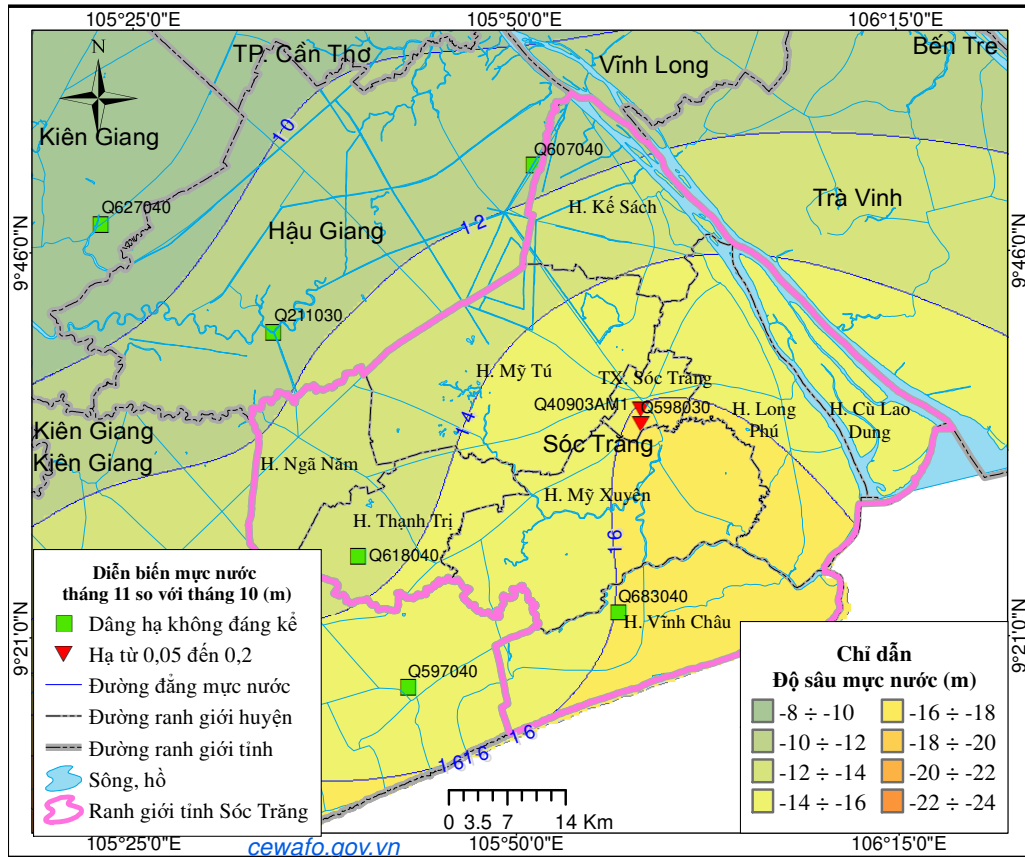 105°25'0"E
105°50'0"E
106°15'0"E
TP. Cần Thơ
Bến Tre
Vĩnh Long
N
Kiên Giang
10
Q607040
Q627040
H. Kế Sách
Trà Vinh
Hậu Giang
12
9°46'0"N
9°46'0"N
Q211030
H. Mỹ Tú
TX. Sóc Trăng
Q40903AM1
Q598030
H. Long
Phú
H. Cù Lao
Dung
14
Kiên Giang
Sóc Trăng
Kiên Giang
H. Ngã Năm
H. Mỹ Xuyên
H. Thạnh Trị
16
Q618040
Q683040
H. Vĩnh Châu
9°21'0"N
9°21'0"N
Q597040
16
16
16
Diễn biến mực nước
tháng 11 so với tháng 10 (m)
Dâng hạ không đáng kể
Hạ từ 0,05 đến 0,2
Đường đẳng mực nước
Đường ranh giới huyện
Đường ranh giới tỉnh
Sông, hồ
Ranh giới tỉnh Sóc Trăng
Chỉ dẫn
Độ sâu mực nước (m)
-8 ÷ -10
-10 ÷ -12
-12 ÷ -14
-14 ÷ -16
-16 ÷ -18
-18 ÷ -20
-20 ÷ -22
-22 ÷ -24
0 3.5 7 14 Km
105°25'0"E
105°50'0"E
106°15'0"E
cewafo.gov.vn